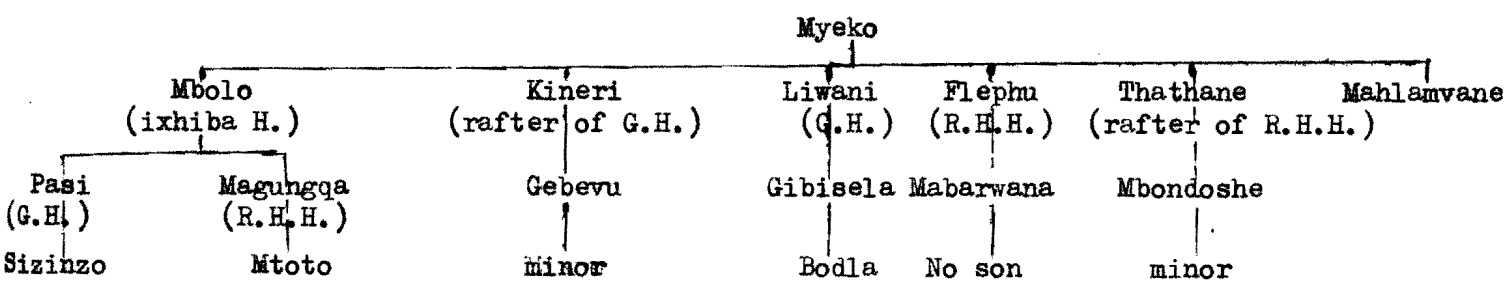 Myeko
Mbolo Kineri Liwani Flephu Thathane Mahlamvane
(ixhiba H.) (rafter of G.H.) (G.H.) (R.H.H.) (rafter of R.H.H.)
Pasi Magungqa Gebevu Gibisela Mabarwana Mbondoshe
(G.H.) (R.H.H.)
Sizinzo Mtoto minor Bodla No son minor